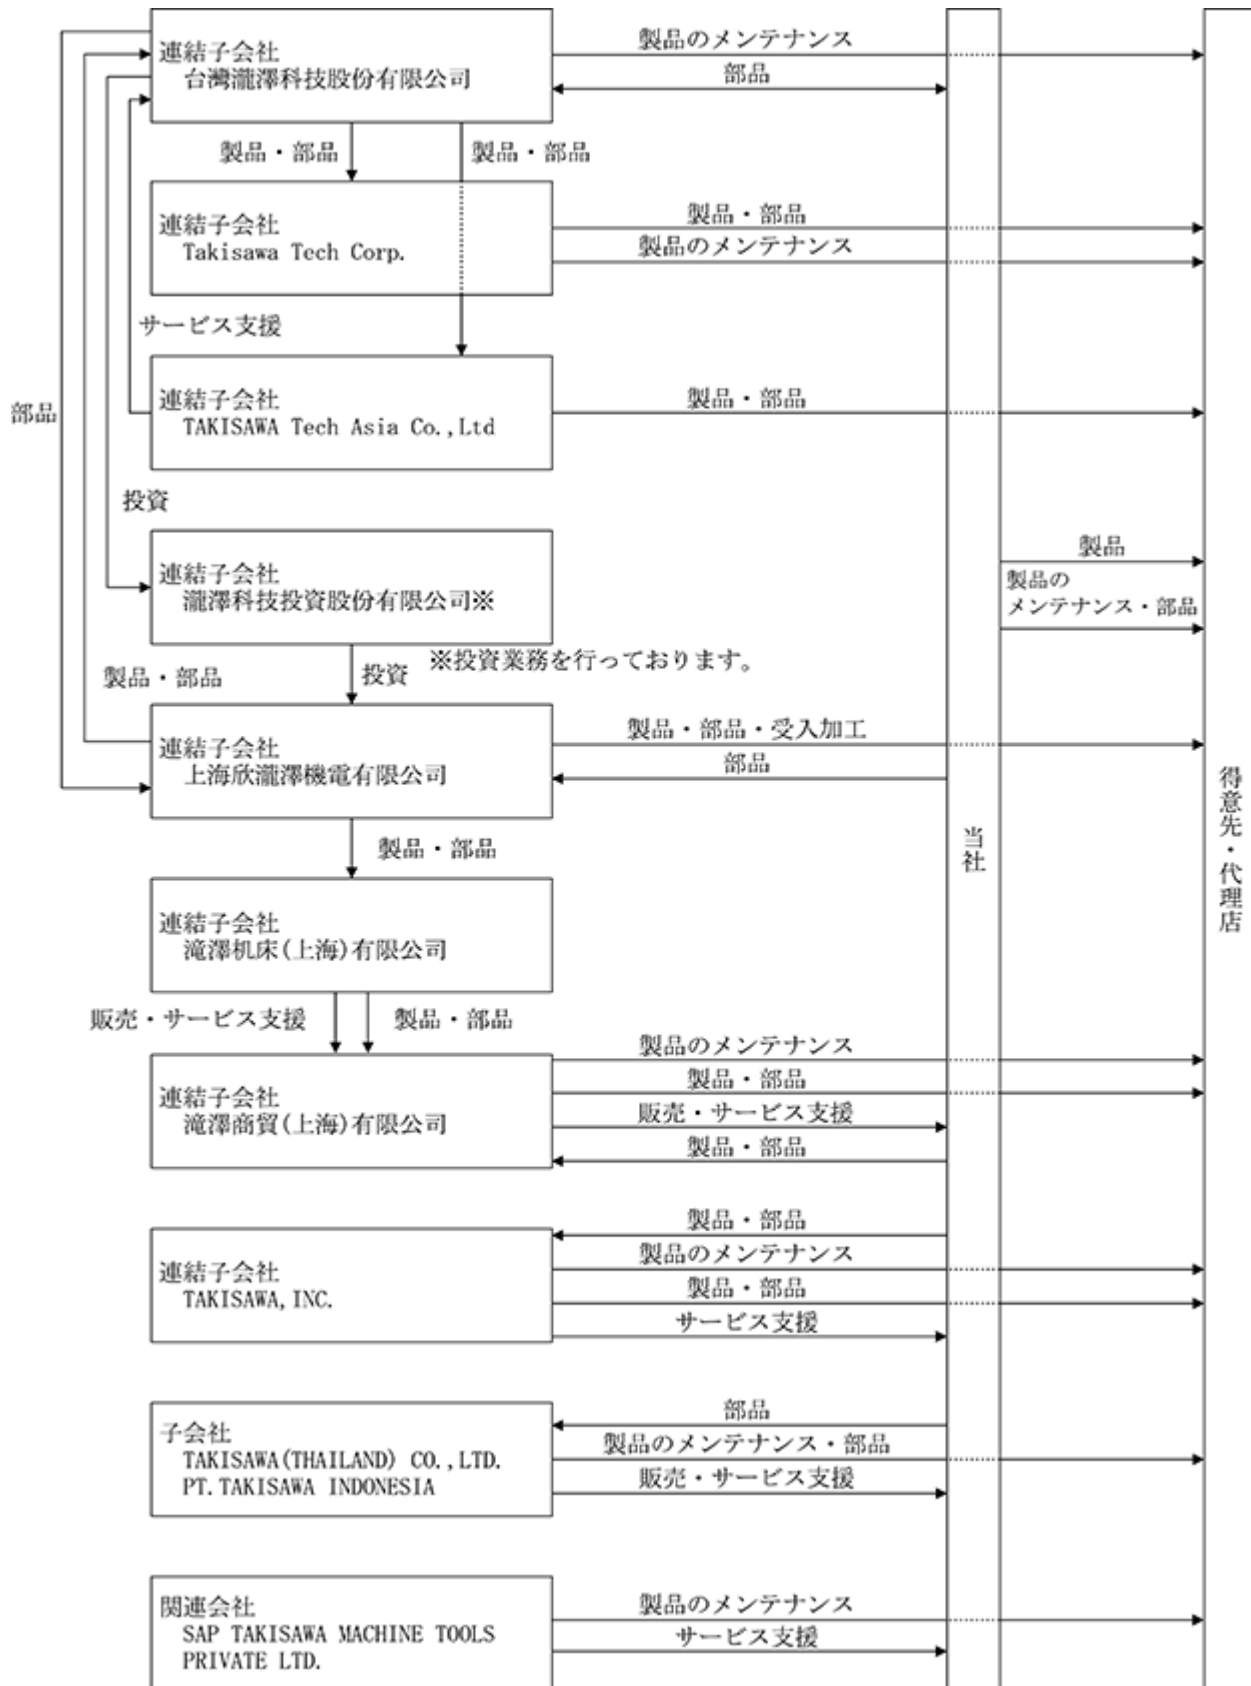 連結子会社
台灣瀧澤科技股份有限公司
製品のメンテナンス
部品
製品・部品
製品・部品
連結子会社
Takisawa Tech Corp.
製品・部品
製品のメンテナンス
サービス支援
連結子会社
TAKISAWA Tech Asia Co.,Ltd
製品・部品
部品
投資
連結子会社
瀧澤科技投資股份有限公司※
製品
製品の
メンテナンス・部品
※投資業務を行っております。
投資
製品・部品
連結子会社
上海欣瀧澤機電有限公司
製品・部品・受入加工
部品
当社
得意先・代理店
製品・部品
連結子会社
滝澤机床(上海)有限公司
販売・サービス支援
製品・部品
連結子会社
滝澤商貿(上海)有限公司
製品のメンテナンス
製品・部品
販売・サービス支援
製品・部品
連結子会社
TAKISAWA,INC.
製品・部品
製品のメンテナンス
製品・部品
サービス支援
子会社
TAKISAWA(THAILAND) CO.,LTD.
PT.TAKISAWA INDONESIA
部品
製品のメンテナンス・部品
販売・サービス支援
関連会社
SAP TAKISAWA MACHINE TOOLS
PRIVATE LTD.
製品のメンテナンス
サービス支援